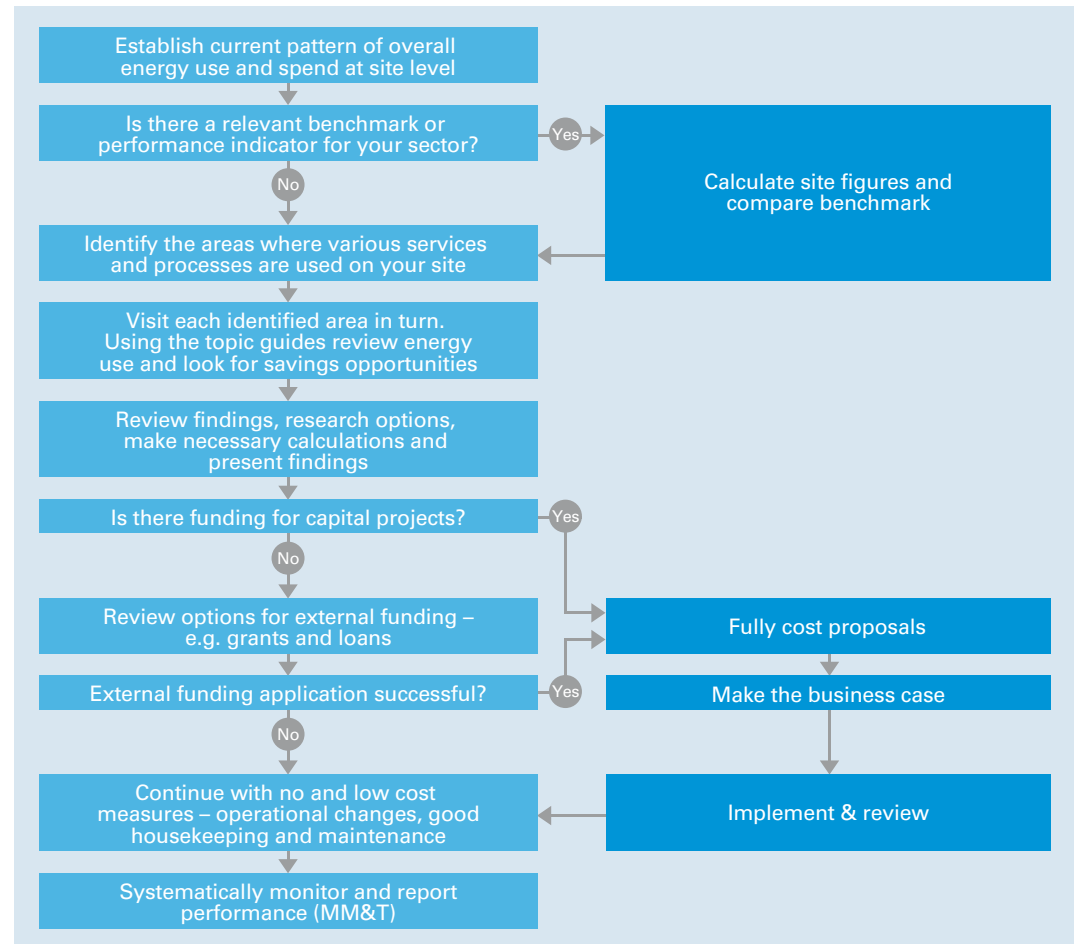 Establish current pattern of overall
energy use and spend at site level
Is there a relevant benchmark or
performance indicator for your sector?
Yes
Calculate site figures and
compare benchmark
No
Identify the areas where various services
and processes are used on your site
Visit each identified area in turn.
Using the topic guides review energy
use and look for savings opportunities
Review findings, research options,
make necessary calculations and
present findings
Is there funding for capital projects?
Yes
No
Review options for external funding –
e.g. grants and loans
Fully cost proposals
External funding application successful?
Yes
Make the business case
No
Continue with no and low cost
measures – operational changes, good
housekeeping and maintenance
Implement & review
Systematically monitor and report
performance (MM&T)